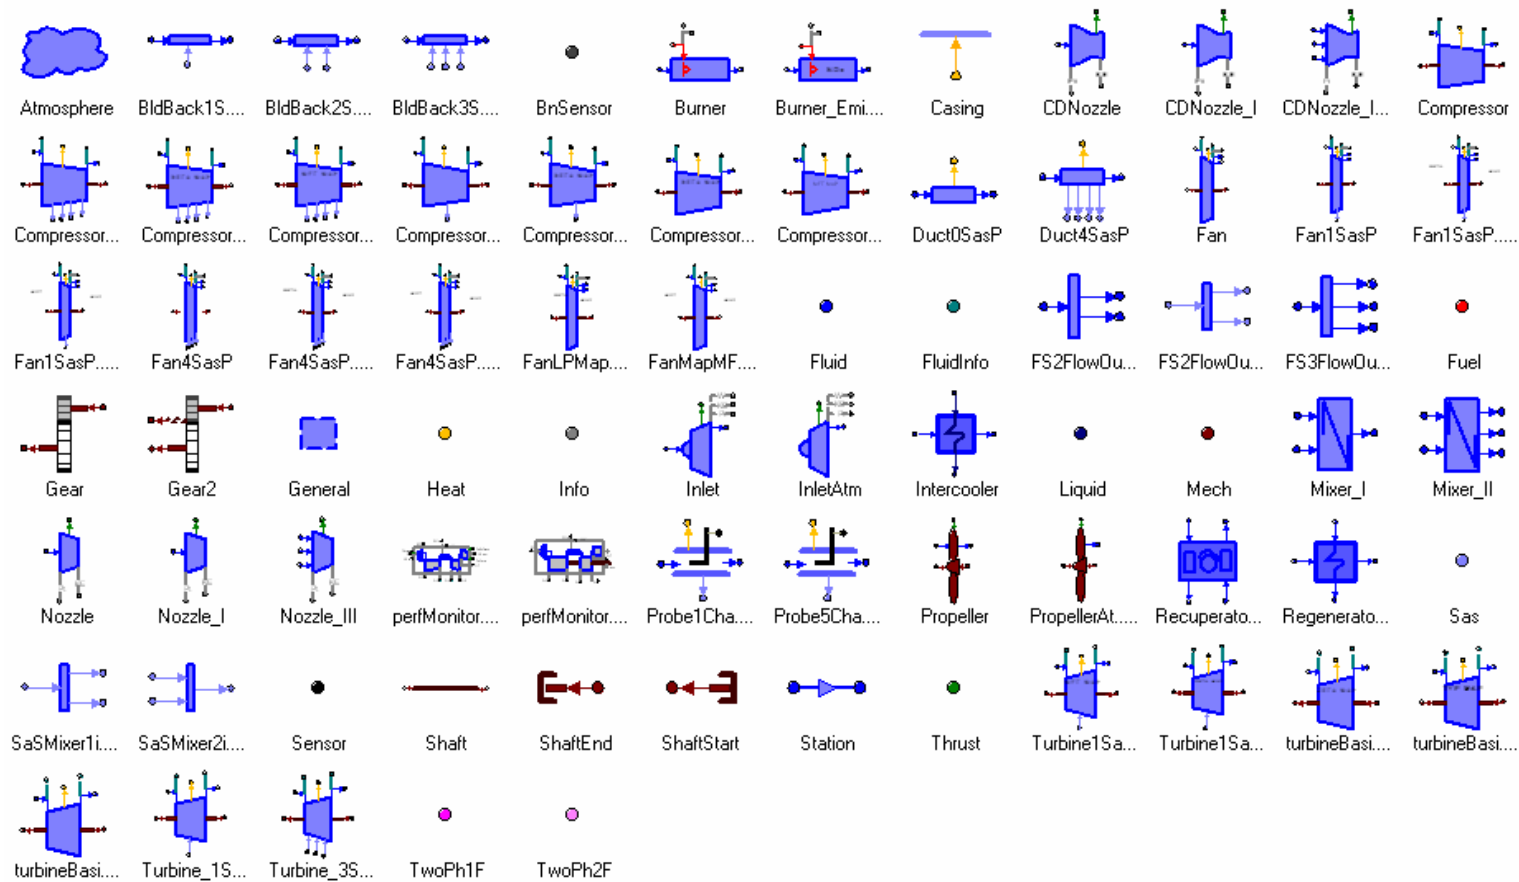 Atmosphere BldBack1S.... BldBack2S.... BldBack3S.... BnSensor Burner Burner_Emi.... Casing CDNozzle CDNozzle_I CDNozzle_I... Compressor
Compressor... Compressor... Compressor... Compressor... Compressor... Compressor... Compressor... Duct0SasP Duct4SasP Fan Fan1SasP Fan1SasP.....
Fan1SasP..... Fan4SasP Fan4SasP..... Fan4SasP..... FanLPMap.... FanMapMF.... Fluid FluidInfo FS2FlowOu... FS2FlowOu... FS3FlowOu... Fuel
Gear Gear2 General Heat Info Inlet InletAtm Intercooler Liquid Mech Mixer_I Mixer_II
Nozzle Nozzle_I Nozzle_III perfMonitor.... perfMonitor.... Probe1Cha.... Probe5Cha.... Propeller PropellerAt..... Recuperato... Regenerato... Sas
SaSMixer1i.... SaSMixer2i.... Sensor Shaft ShaftEnd ShaftStart Station Thrust Turbine1Sa... Turbine1Sa... turbineBasi.... turbineBasi....
turbineBasi.... Turbine_1S... Turbine_3S... TwoPh1F TwoPh2F